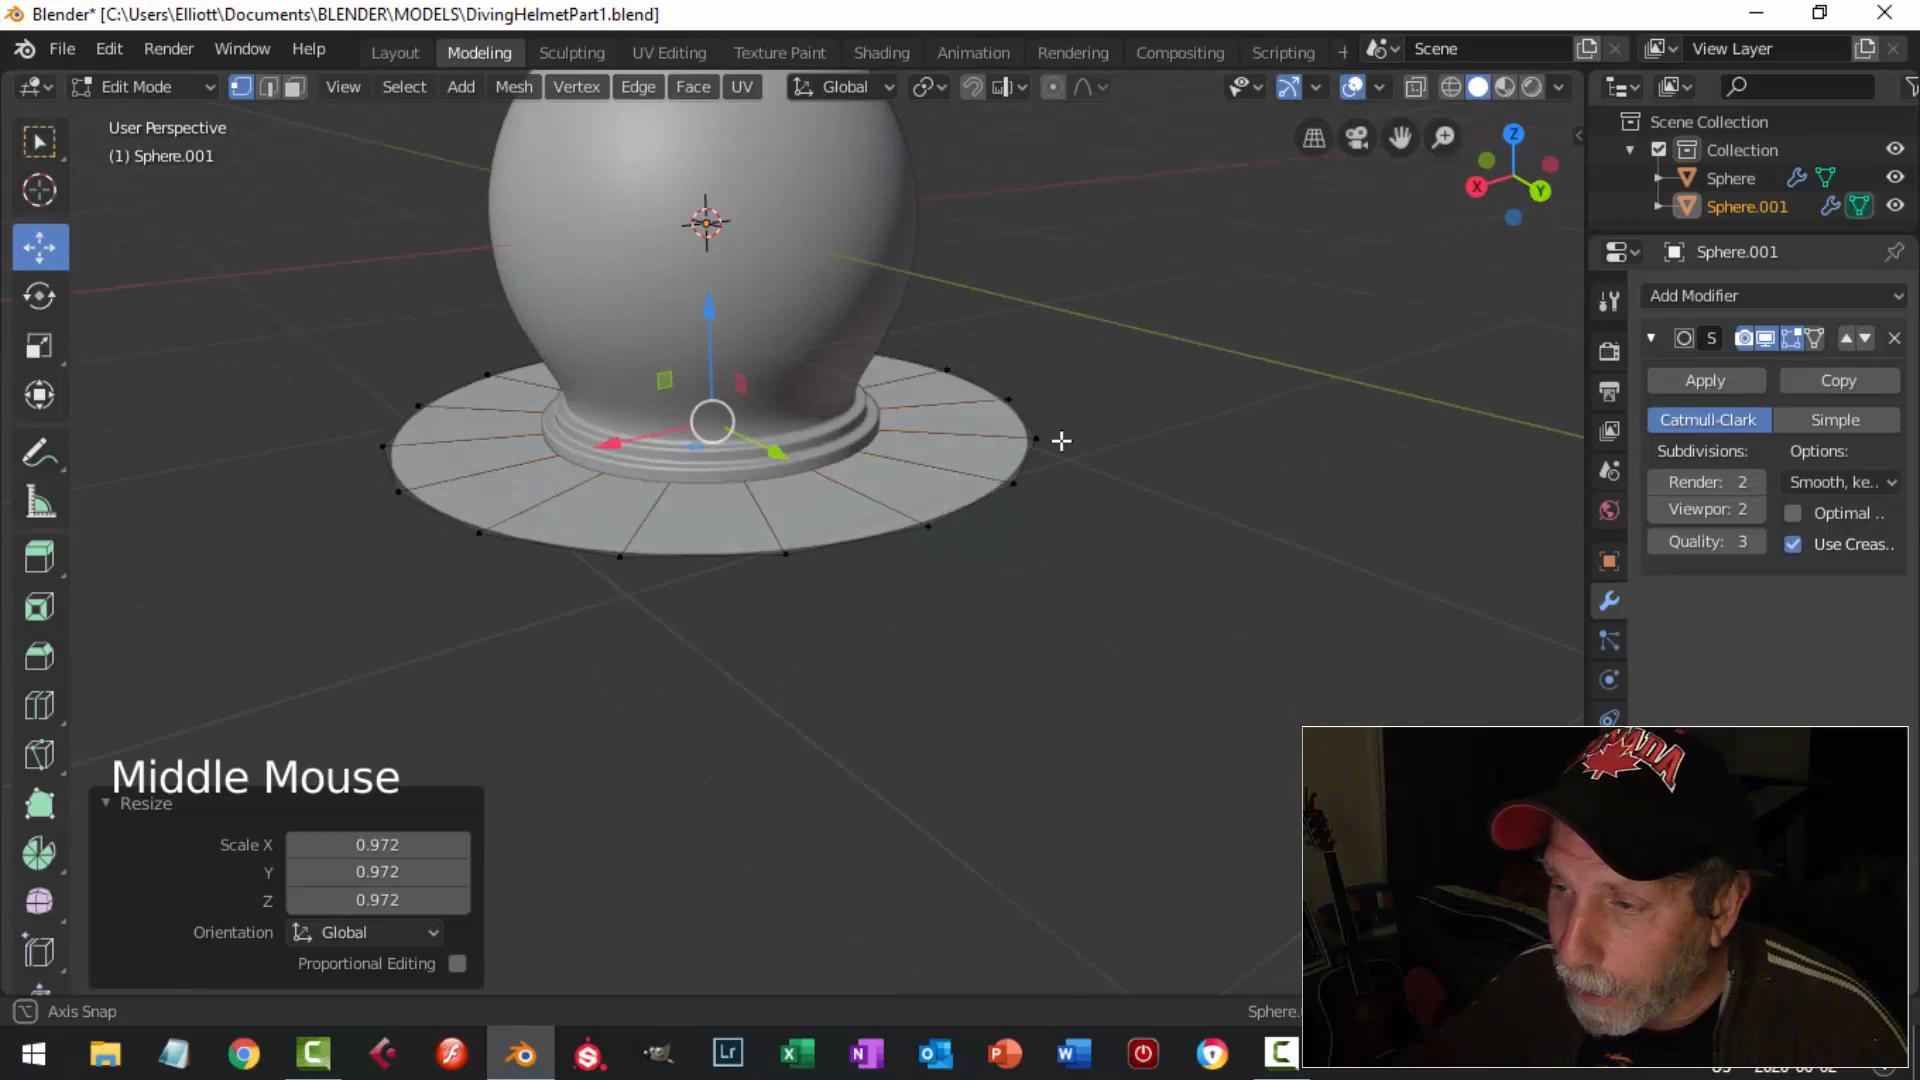 Blender* [C:\Users\Elliott\Documents\BLENDER\MODELS\DivingHelmetPart1.blend]
File Edit Render Window Help Layout Modeling Sculpting UV Editing Texture Paint Shading Animation Rendering Compositing Scripting + Scene View Layer
Edit Mode View Select Add Mesh Vertex Edge Face UV Global
User Perspective
(1) Sphere.001
Scene Collection
Collection
Sphere
Sphere.001
Sphere.001
Add Modifier
S
Apply Copy
Catmull-Clark Simple
Subdivisions: Options:
Render: 2 Smooth, ke..
Viewpor: 2 Optimal ..
Quality: 3 Use Creas..
X Y Z
Middle Mouse
Resize
Scale X 0.972
Y 0.972
Z 0.972
Orientation Global
Proportional Editing
Axis Snap Sphere.
CANADA
Lr